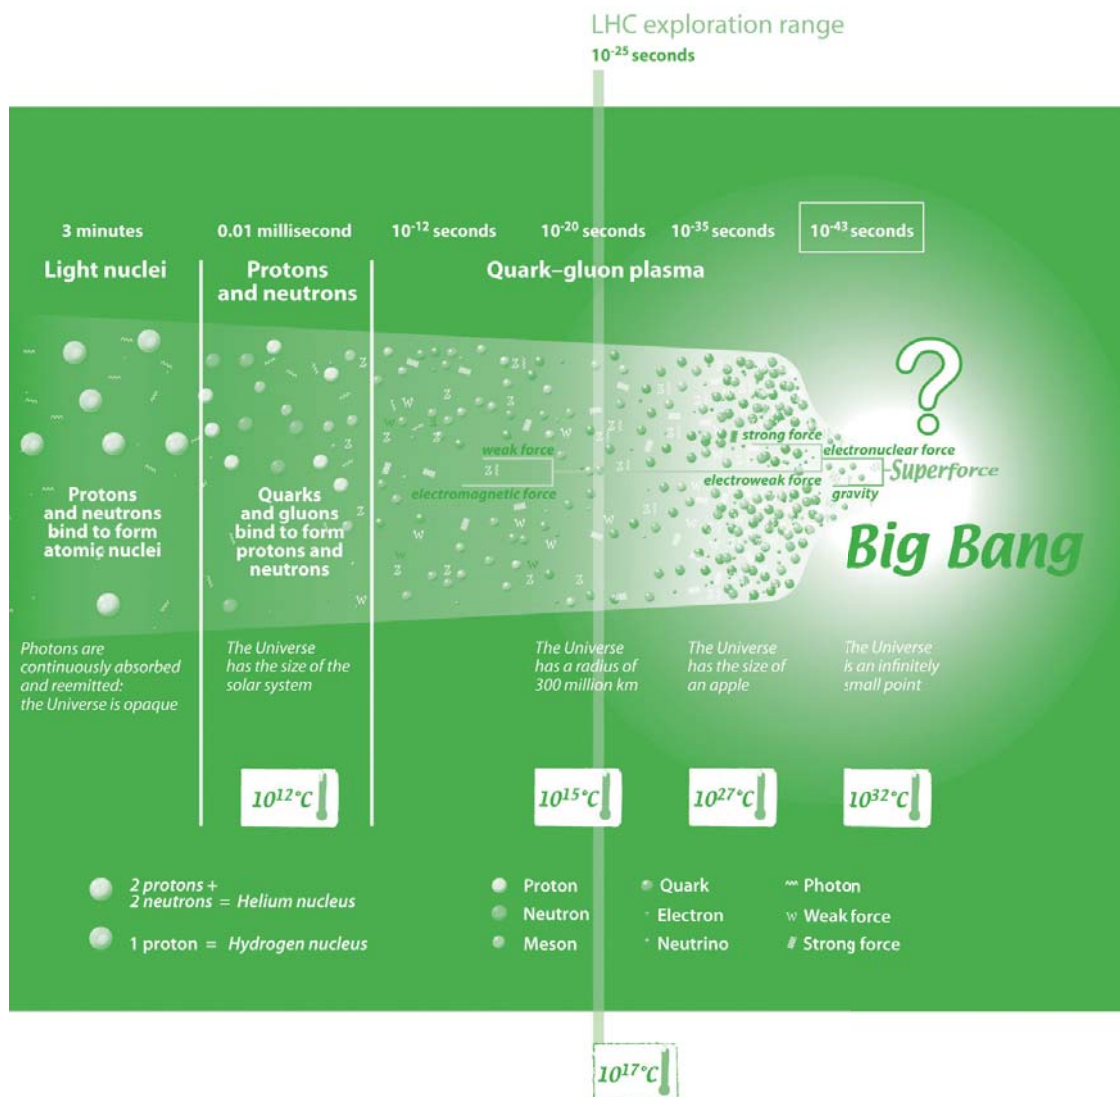 LHC exploration range
10⁻²⁵ seconds
3 minutes
0.01 millisecond
10⁻¹² seconds
10⁻²⁰ seconds
10⁻³⁵ seconds
10⁻⁴³ seconds
Light nuclei
Protons
and neutrons
Quark–gluon plasma
?
strong force
electronuclear force
weak force
Superforce
electroweak force
electromagnetic force
gravity
Big Bang
Protons
and neutrons
bind to form
atomic nuclei
Quarks
and gluons
bind to form
protons and
neutrons
Photons are
continuously absorbed
and reemitted:
the Universe is opaque
The Universe
has the size of the
solar system
The Universe
has a radius of
300 million km
The Universe
has the size of
an apple
The Universe
is an infinitely
small point
10¹²°C
10¹⁵°C
10²⁷°C
10³²°C
2 protons +
2 neutrons = Helium nucleus
1 proton = Hydrogen nucleus
Proton
Neutron
Meson
Quark
Electron
Neutrino
Photon
W Weak force
Strong force
10¹⁷°C